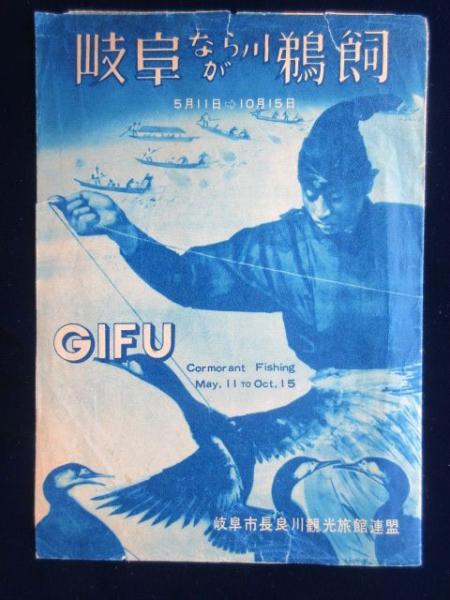 岐阜ながら川鵜飼
5月11日⇨10月15日
GIFU
Cormorant Fishing
May. 11 TO Oct. 15
岐阜市長良川観光旅館連盟